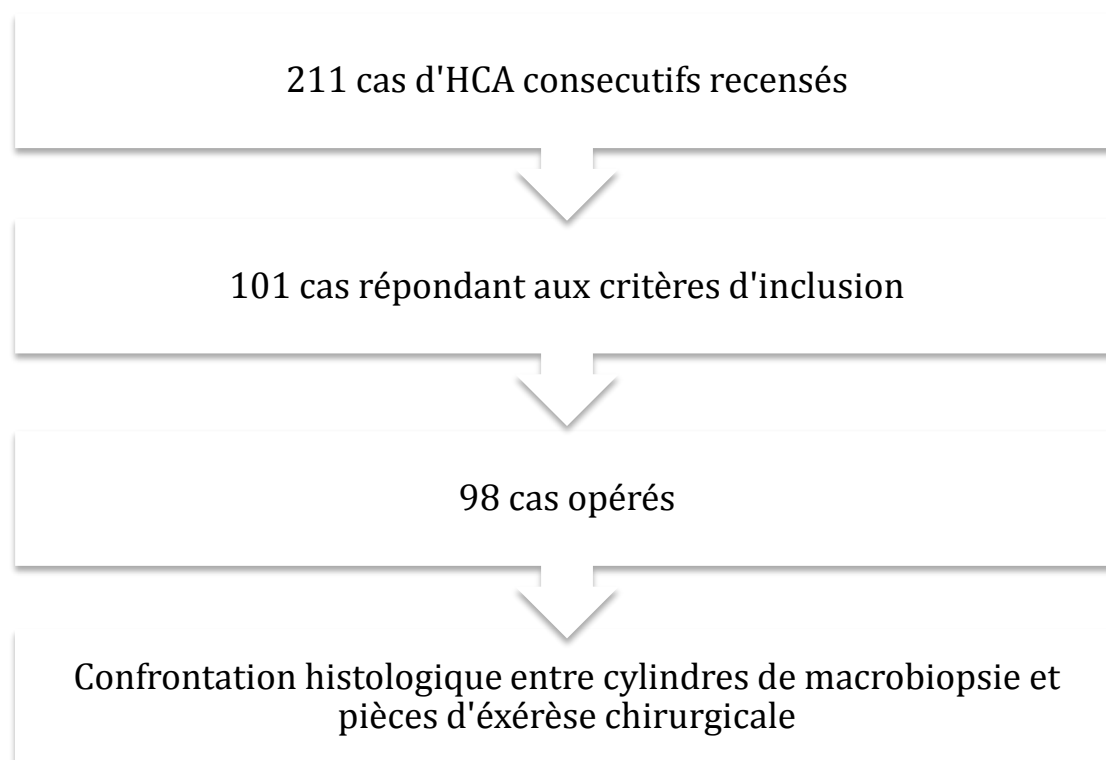 211 cas d'HCA consecutifs recensés
101 cas répondant aux critères d'inclusion
98 cas opérés
Confrontation histologique entre cylindres de macrobiopsie et
pièces d'éxérèse chirurgicale